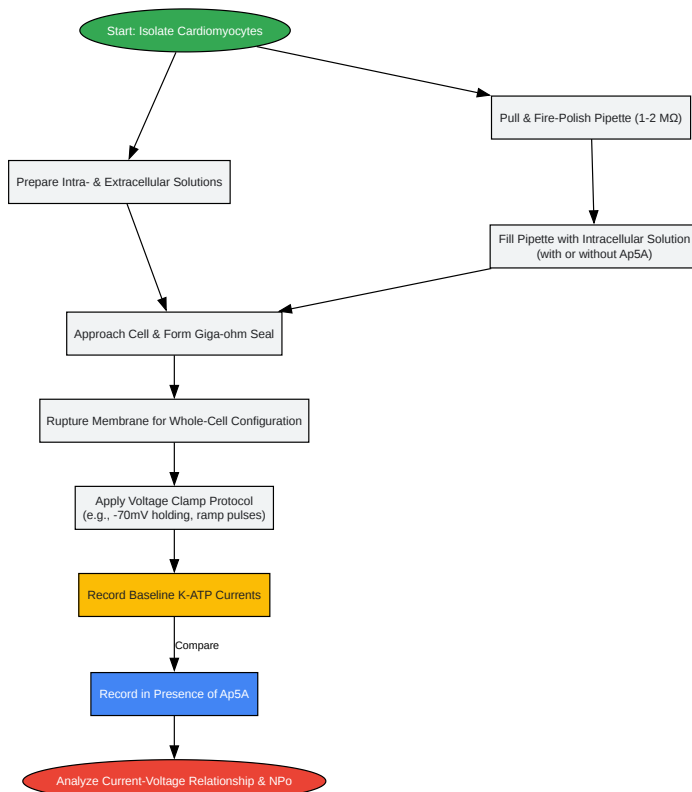 Start: Isolate Cardiomyocytes
Pull & Fire-Polish Pipette (1-2 MΩ)
Prepare Intra- & Extracellular Solutions
Fill Pipette with Intracellular Solution
(with or without Ap5A)
Approach Cell & Form Giga-ohm Seal
Rupture Membrane for Whole-Cell Configuration
Apply Voltage Clamp Protocol
(e.g., -70mV holding, ramp pulses)
Record Baseline K-ATP Currents
Compare
Record in Presence of Ap5A
Analyze Current-Voltage Relationship & NPo